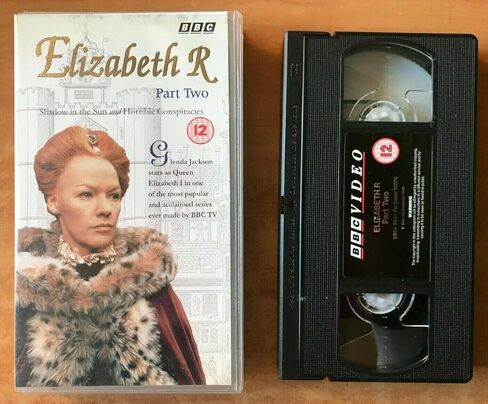 BBC
Elizabeth R
Part Two
Shadow in the Sun and Horrible Conspiracies
12
Glenda Jackson
stars as Queen
Elizabeth I in one
of the most popular
and acclaimed series
ever made by BBC TV
BBC VIDEO
12
ELIZABETH R
Part Two
WARNING